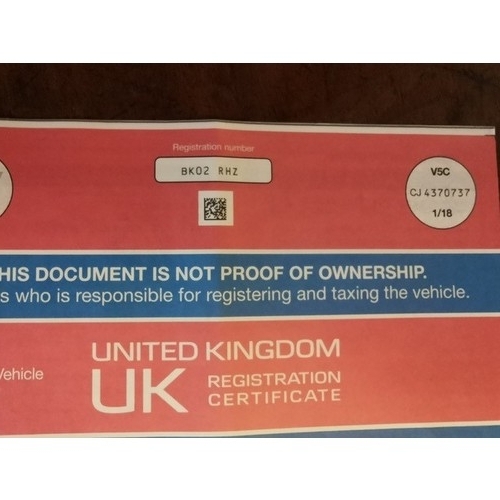 Registration number
BK02 RHZ
V5C
CJ 4370737
1/18
HIS DOCUMENT IS NOT PROOF OF OWNERSHIP.
s who is responsible for registering and taxing the vehicle.
Vehicle
UNITED KINGDOM
UK REGISTRATION
CERTIFICATE